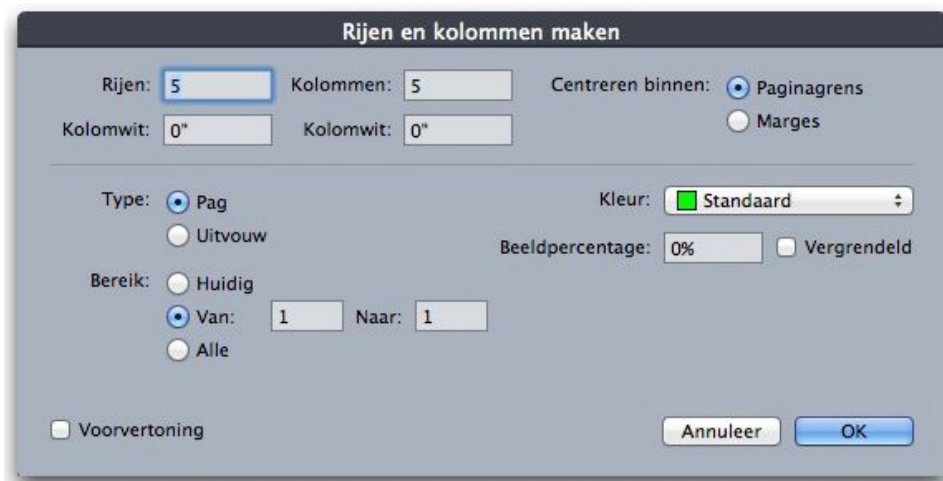 Rijen en kolommen maken
Rijen: 5 Kolommen: 5 Centreren binnen: Paginagrens
Kolomwit: 0" Kolomwit: 0" Marges
Type: Pag Kleur: Standaard
Uitvouw Beeldpercentage: 0% Vergrendeld
Bereik: Huidig
Van: 1 Naar: 1
Alle
Voorvertoning Annuleer OK